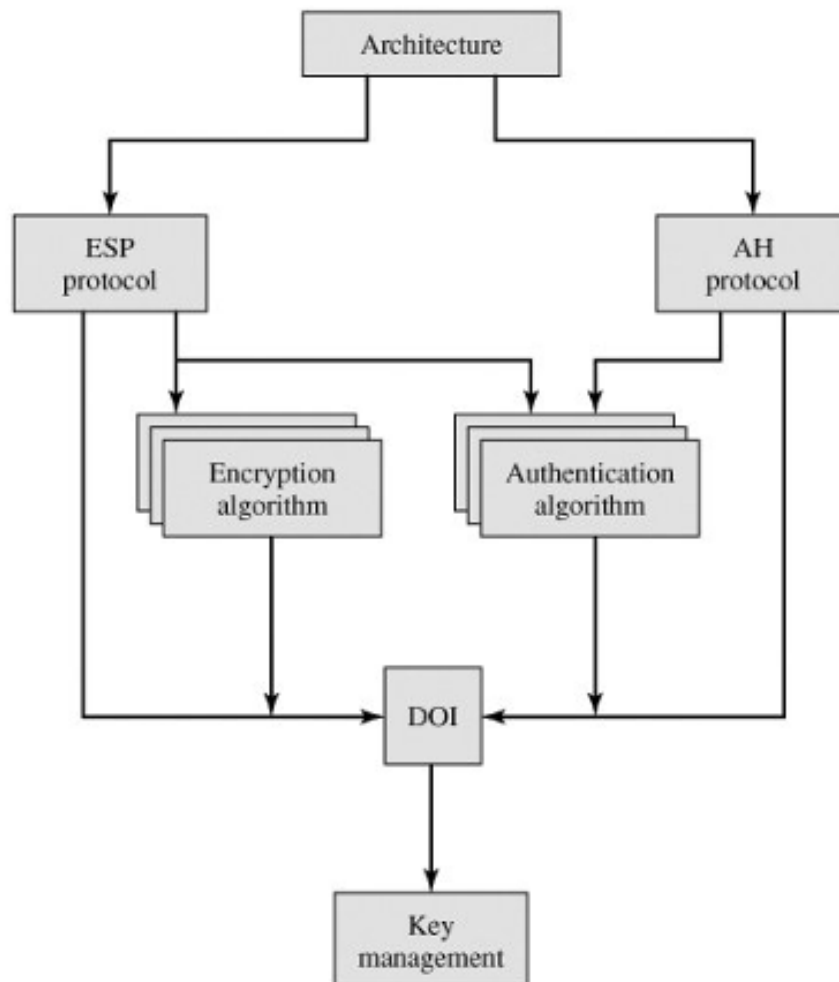 Architecture
ESP
protocol
AH
protocol
Encryption
algorithm
Authentication
algorithm
DOI
Key
management